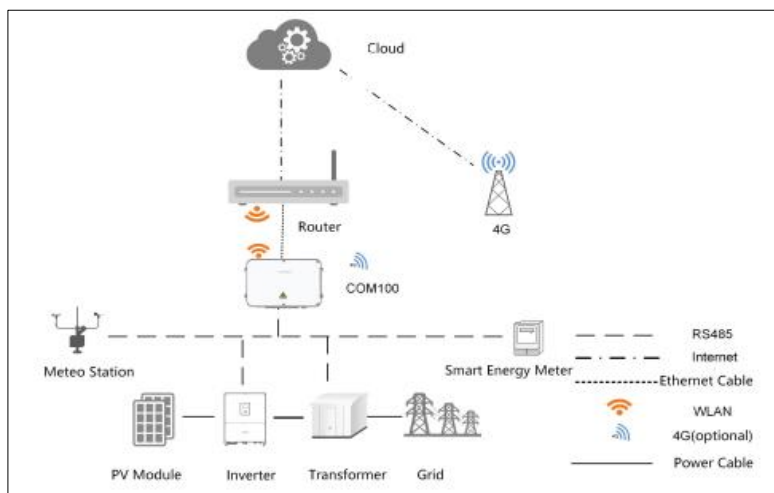 Cloud
Router
4G
COM100
Meteo Station
Smart Energy Meter
RS485
Internet
Ethernet Cable
WLAN
4G(optional)
Power Cable
PV Module
Inverter
Transformer
Grid